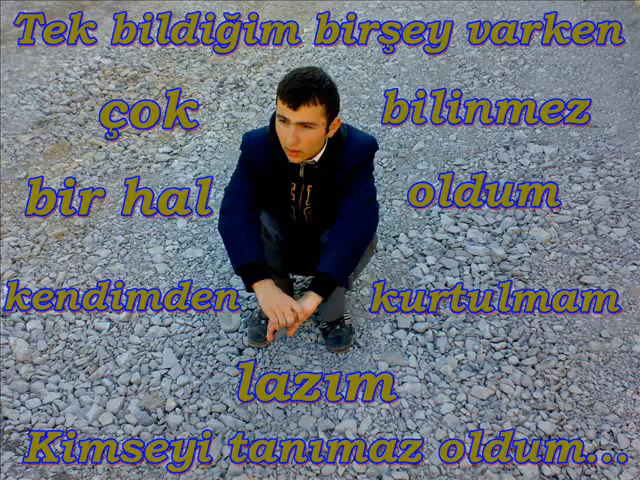 Tek bildiğim birşey varken
çok bilinmez
bir hal oldum
kendimden kurtulmam
lazım
Kimseyi tanımaz oldum...